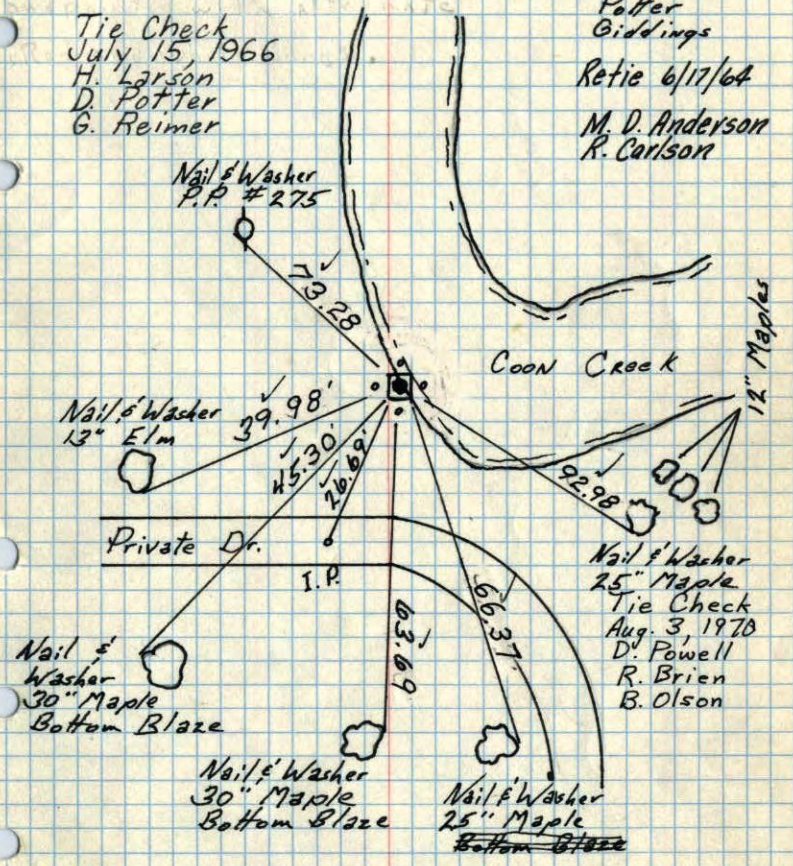 Tie Check
July 15, 1966
H. Larson
D. Potter
G. Reimer
Potter
Giddings
Retie 6/17/64
M. D. Anderson
R. Carlson
Nail & Washer
P.P. # 275
73.28
COON CREEK
12" Maples
Nail & Washer
13" Elm
39.98'
45.30'
26.69'
92.98
Private Dr.
I.P.
63.69
66.37
Nail & Washer
25" Maple
Tie Check
Aug. 3, 1970
D. Powell
R. Brien
B. Olson
Nail &
Washer
30" Maple
Bottom Blaze
Nail & Washer
30" Maple
Bottom Blaze
Nail & Washer
25" Maple
Bottom Blaze